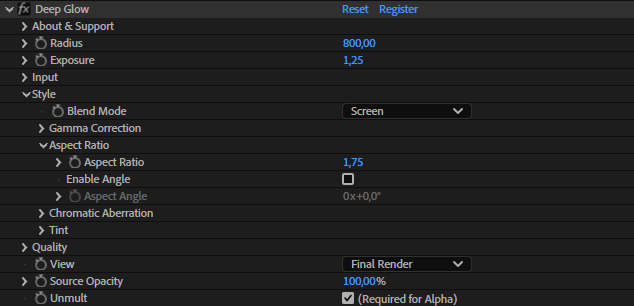 fx Deep Glow Reset Register
About & Support
Radius 800,00
Exposure 1,25
Input
Style
Blend Mode Screen
Gamma Correction
Aspect Ratio
Aspect Ratio 1,75
Enable Angle
Aspect Angle 0x+0,0°
Chromatic Aberration
Tint
Quality
View Final Render
Source Opacity 100,00%
Unmult (Required for Alpha)